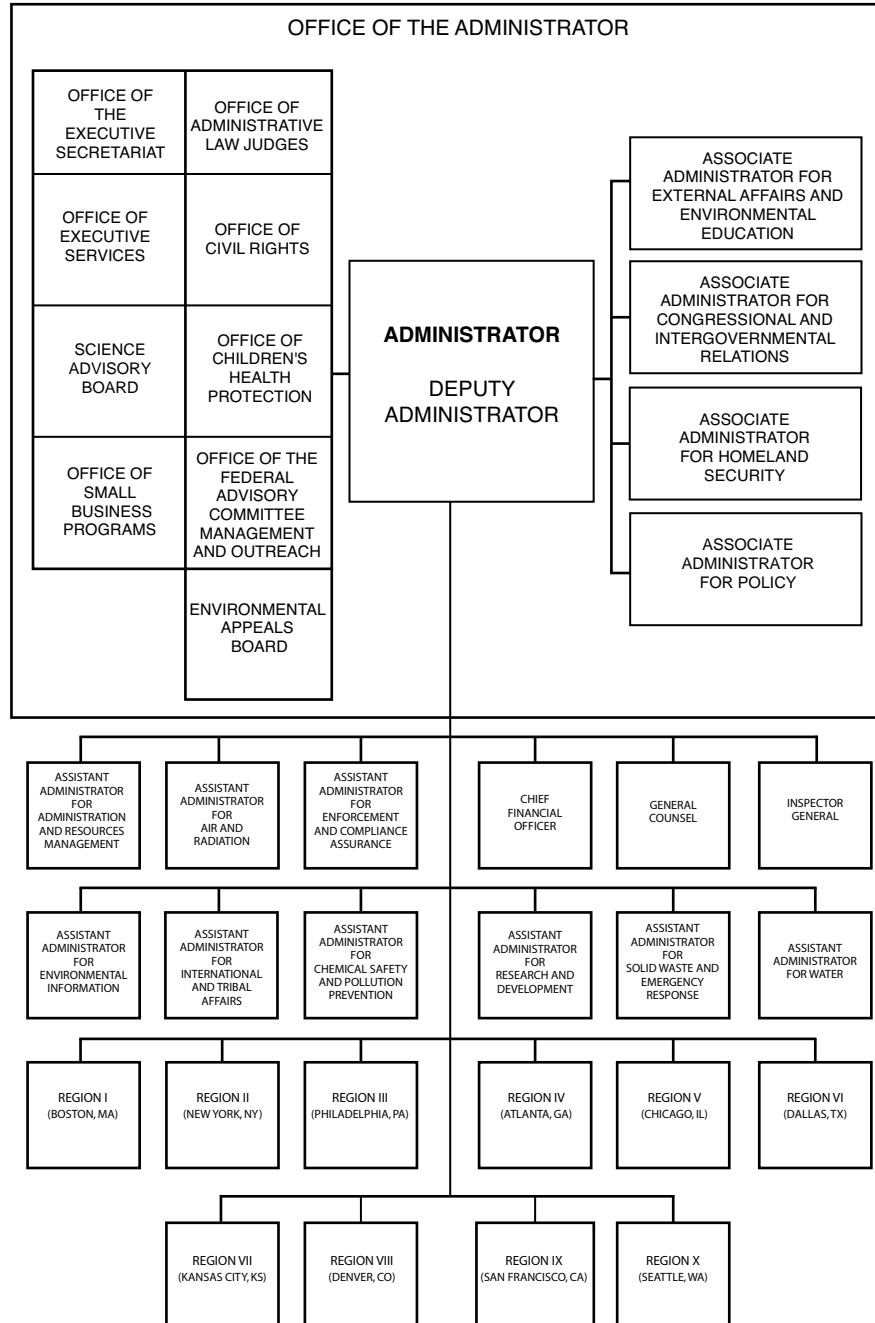 OFFICE OF THE ADMINISTRATOR
OFFICE OF
THE
EXECUTIVE
SECRETARIAT
OFFICE OF
ADMINISTRATIVE
LAW JUDGES
OFFICE OF
EXECUTIVE
SERVICES
OFFICE OF
CIVIL RIGHTS
SCIENCE
ADVISORY
BOARD
OFFICE OF
CHILDREN'S
HEALTH
PROTECTION
OFFICE OF
SMALL
BUSINESS
PROGRAMS
OFFICE OF THE
FEDERAL
ADVISORY
COMMITTEE
MANAGEMENT
AND OUTREACH
ENVIRONMENTAL
APPEALS
BOARD
ADMINISTRATOR
DEPUTY
ADMINISTRATOR
ASSOCIATE
ADMINISTRATOR FOR
EXTERNAL AFFAIRS AND
ENVIRONMENTAL
EDUCATION
ASSOCIATE
ADMINISTRATOR FOR
CONGRESSIONAL AND
INTERGOVERNMENTAL
RELATIONS
ASSOCIATE
ADMINISTRATOR
FOR HOMELAND
SECURITY
ASSOCIATE
ADMINISTRATOR
FOR POLICY
ASSISTANT
ADMINISTRATOR
FOR
ADMINISTRATION
AND RESOURCES
MANAGEMENT
ASSISTANT
ADMINISTRATOR
FOR
AIR AND
RADIATION
ASSISTANT
ADMINISTRATOR
FOR
ENFORCEMENT
AND COMPLIANCE
ASSURANCE
CHIEF
FINANCIAL
OFFICER
GENERAL
COUNSEL
INSPECTOR
GENERAL
ASSISTANT
ADMINISTRATOR
FOR
ENVIRONMENTAL
INFORMATION
ASSISTANT
ADMINISTRATOR
FOR
INTERNATIONAL
AND TRIBAL
AFFAIRS
ASSISTANT
ADMINISTRATOR
FOR
CHEMICAL SAFETY
AND POLLUTION
PREVENTION
ASSISTANT
ADMINISTRATOR
FOR
RESEARCH AND
DEVELOPMENT
ASSISTANT
ADMINISTRATOR
FOR
SOLID WASTE AND
EMERGENCY
RESPONSE
ASSISTANT
ADMINISTRATOR
FOR WATER
REGION I
(BOSTON, MA)
REGION II
(NEW YORK, NY)
REGION III
(PHILADELPHIA, PA)
REGION IV
(ATLANTA, GA)
REGION V
(CHICAGO, IL)
REGION VI
(DALLAS, TX)
REGION VII
(KANSAS CITY, KS)
REGION VIII
(DENVER, CO)
REGION IX
(SAN FRANCISCO, CA)
REGION X
(SEATTLE, WA)